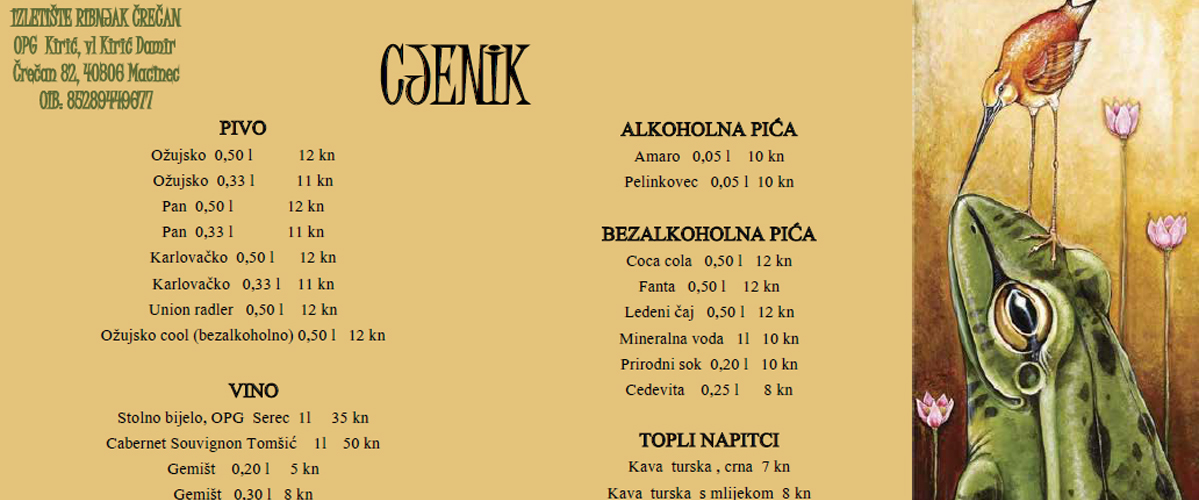 IZLETIŠTE RIBNJAK ČREČAN
OPG Kirić, vl Kirić Damir
Črečan 82, 40306 Macinec
OIB: 85289449677
CJENIK
PIVO
Ožujsko 0,50 l 12 kn
Ožujsko 0,33 l 11 kn
Pan 0,50 l 12 kn
Pan 0,33 l 11 kn
Karlovačko 0,50 l 12 kn
Karlovačko 0,33 l 11 kn
Union radler 0,50 l 12 kn
Ožujsko cool (bezalkoholno) 0,50 l 12 kn
VINO
Stolno bijelo, OPG Serec 1l 35 kn
Cabernet Souvignon Tomšić 1l 50 kn
Gemišt 0,20 l 5 kn
Gemišt 0,30 l 8 kn
ALKOHOLNA PIĆA
Amaro 0,05 l 10 kn
Pelinkovec 0,05 l 10 kn
BEZALKOHOLNA PIĆA
Coca cola 0,50 l 12 kn
Fanta 0,50 l 12 kn
Ledeni čaj 0,50 l 12 kn
Mineralna voda 1l 10 kn
Prirodni sok 0,20 l 10 kn
Cedevita 0,25 l 8 kn
TOPLI NAPITCI
Kava turska , crna 7 kn
Kava turska s mlijekom 8 kn